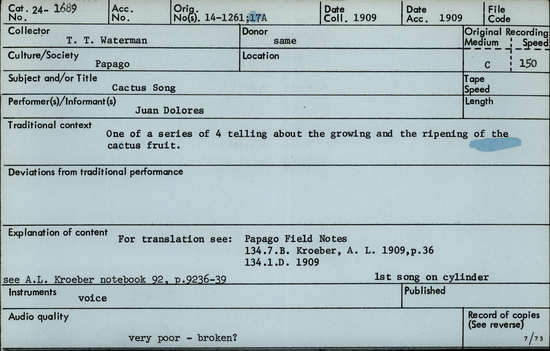 Cat. 24- 1689
No.
Acc.
No.
Orig.
No(s). 14-1261;17A
Date
Coll. 1909
Date
Acc. 1909
File
Code
Collector
T. T. Waterman
Donor
same
Original Recording
Medium Speed
C 150
Culture/Society
Papago
Location
Subject and/or Title
Cactus Song
Tape
Speed
Performer(s)/Informant(s)
Juan Dolores
Length
Traditional context
One of a series of 4 telling about the growing and the ripening of the
cactus fruit.
Deviations from traditional performance
Explanation of content
For translation see: Papago Field Notes
134.7.B. Kroeber, A. L. 1909,p.36
134.1.D. 1909
see A.L. Kroeber notebook 92, p.9236-39
1st song on cylinder
Instruments
voice
Published
Audio quality
very poor - broken?
Record of copies
(See reverse)
7/73